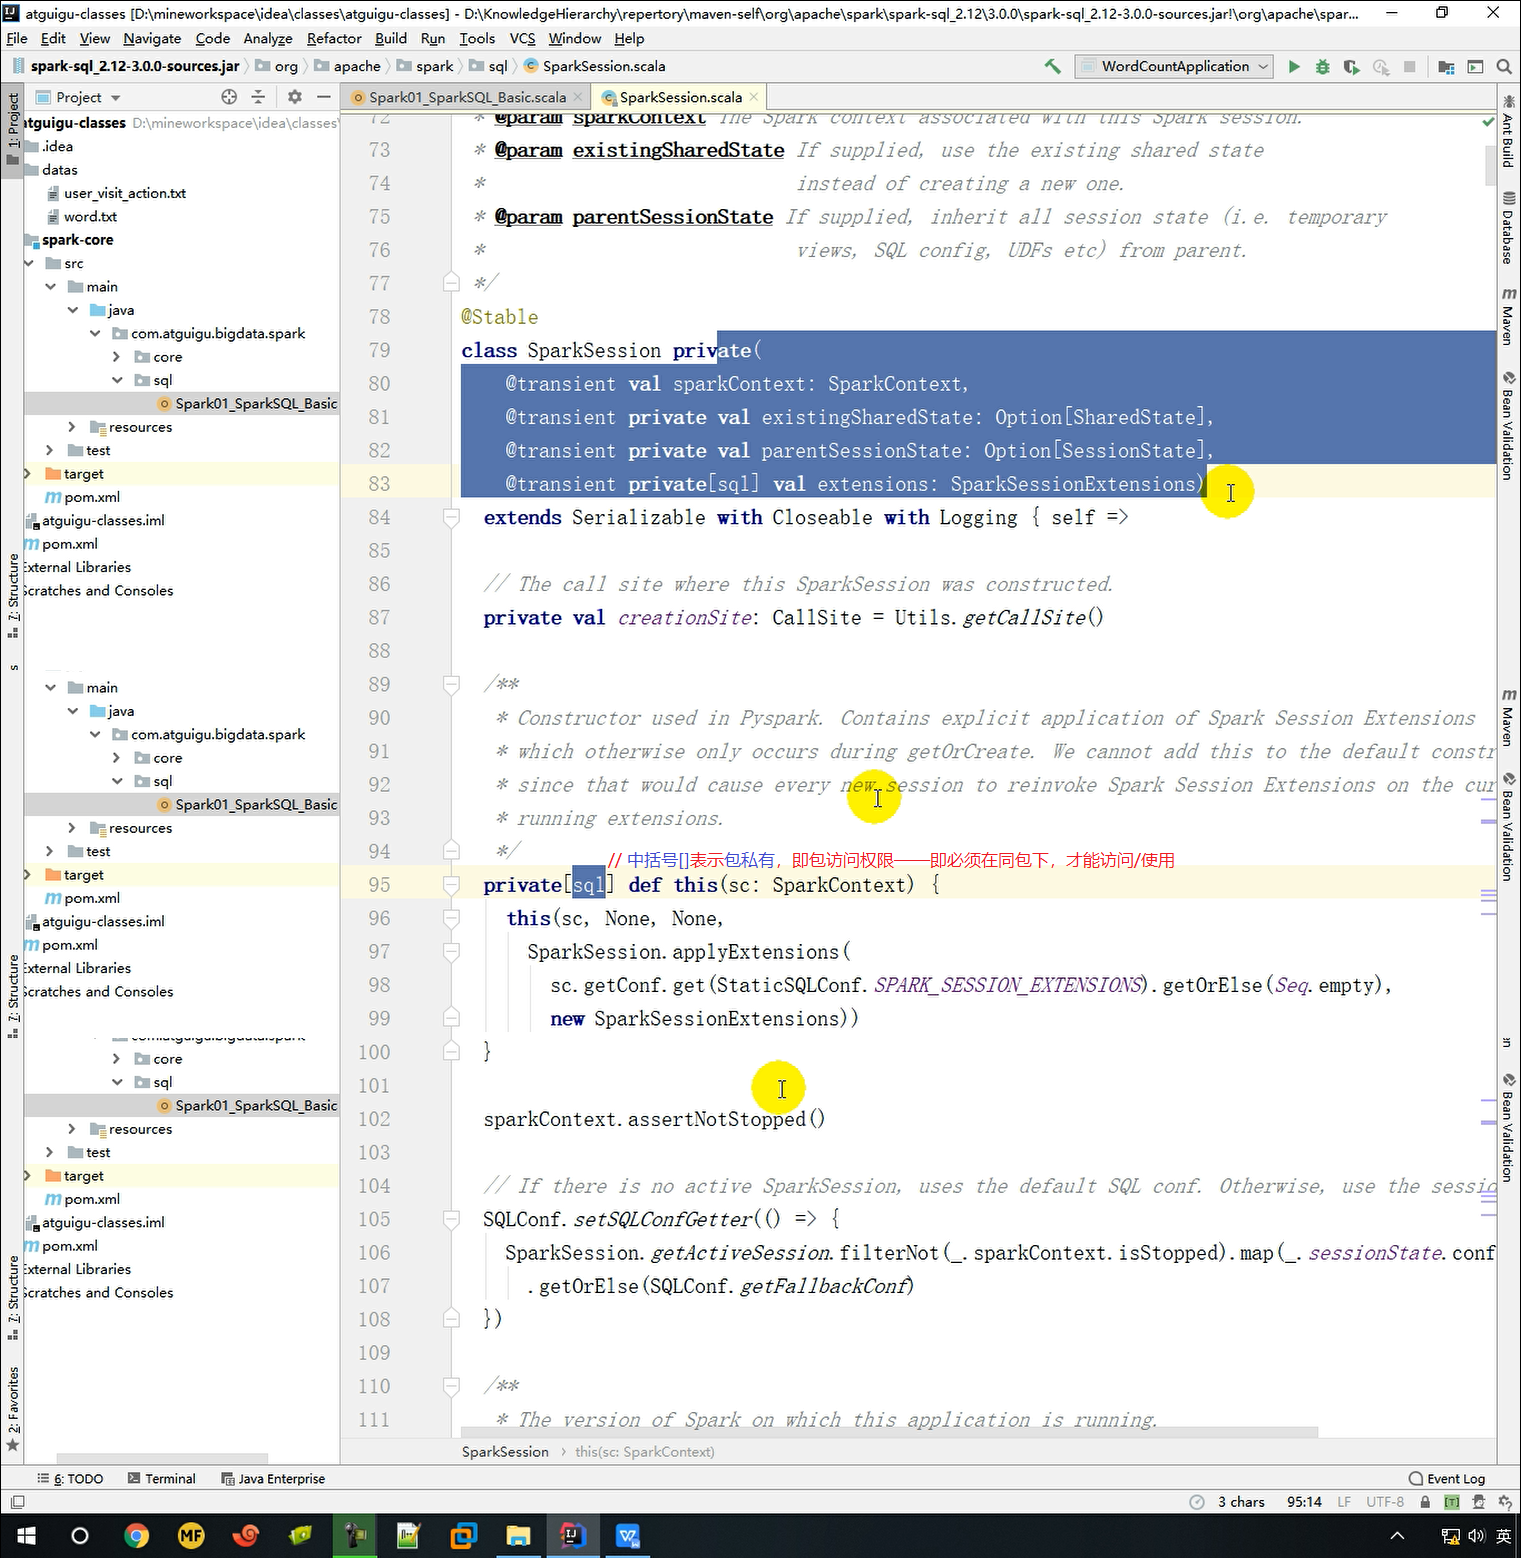 atguigu-classes [D:\mineworkspace\idea\classes\atguigu-classes] - D:\KnowledgeHierarchy\repertory\maven-self\org\apache\spark\spark-sql_2.12\3.0.0\spark-sql_2.12-3.0.0-sources.jar!\org\apache\spar...
File Edit View Navigate Code Analyze Refactor Build Run Tools VCS Window Help
spark-sql_2.12-3.0.0-sources.jar org apache spark sql SparkSession.scala
WordCountApplication
Project
Spark01_SparkSQL_Basic.scala
SparkSession.scala
1: Project
7: Structure
s
7: Structure
7: Structure
2: Favorites
atguigu-classes D:\mineworkspace\idea\classes\
.idea
datas
user_visit_action.txt
word.txt
spark-core
src
main
java
com.atguigu.bigdata.spark
core
sql
Spark01_SparkSQL_Basic
resources
test
target
pom.xml
atguigu-classes.iml
pom.xml
External Libraries
Scratches and Consoles
main
java
com.atguigu.bigdata.spark
core
sql
Spark01_SparkSQL_Basic
resources
test
target
pom.xml
atguigu-classes.iml
pom.xml
External Libraries
Scratches and Consoles
com.atguigu.bigdata.spark
core
sql
Spark01_SparkSQL_Basic
resources
test
target
pom.xml
atguigu-classes.iml
pom.xml
External Libraries
Scratches and Consoles
72 * @param sparkContext The Spark context associated with this Spark session.
73 * @param existingSharedState If supplied, use the existing shared state
74 * instead of creating a new one.
75 * @param parentSessionState If supplied, inherit all session state (i.e. temporary
76 * views, SQL config, UDFs etc) from parent.
77 */
78 @Stable
79 class SparkSession private(
80 @transient val sparkContext: SparkContext,
81 @transient private val existingSharedState: Option[SharedState],
82 @transient private val parentSessionState: Option[SessionState],
83 @transient private[sql] val extensions: SparkSessionExtensions)
84 extends Serializable with Closeable with Logging { self =>
85
86 // The call site where this SparkSession was constructed.
87 private val creationSite: CallSite = Utils.getCallSite()
88
89 /**
90 * Constructor used in Pyspark. Contains explicit application of Spark Session Extensions
91 * which otherwise only occurs during getOrCreate. We cannot add this to the default constr
92 * since that would cause every new session to reinvoke Spark Session Extensions on the cur
93 * running extensions.
94 */
// 中括号[]表示包私有，即包访问权限——即必须在同包下，才能访问/使用
95 private[sql] def this(sc: SparkContext) {
96 this(sc, None, None,
97 SparkSession.applyExtensions(
98 sc.getConf.get(StaticSQLConf.SPARK_SESSION_EXTENSIONS).getOrElse(Seq.empty),
99 new SparkSessionExtensions))
100 }
101
102 sparkContext.assertNotStopped()
103
104 // If there is no active SparkSession, uses the default SQL conf. Otherwise, use the sessio
105 SQLConf.setSQLConfGetter(() => {
106 SparkSession.getActiveSession.filterNot(_.sparkContext.isStopped).map(_.sessionState.conf
107 .getOrElse(SQLConf.getFallbackConf)
108 })
109
110 /**
111 * The version of Spark on which this application is running.
SparkSession this(sc: SparkContext)
Ant Build
Database
Maven
Bean Validation
Maven
Bean Validation
Bean Validation
6: TODO Terminal Java Enterprise Event Log
3 chars 95:14 LF UTF-8
MF
英